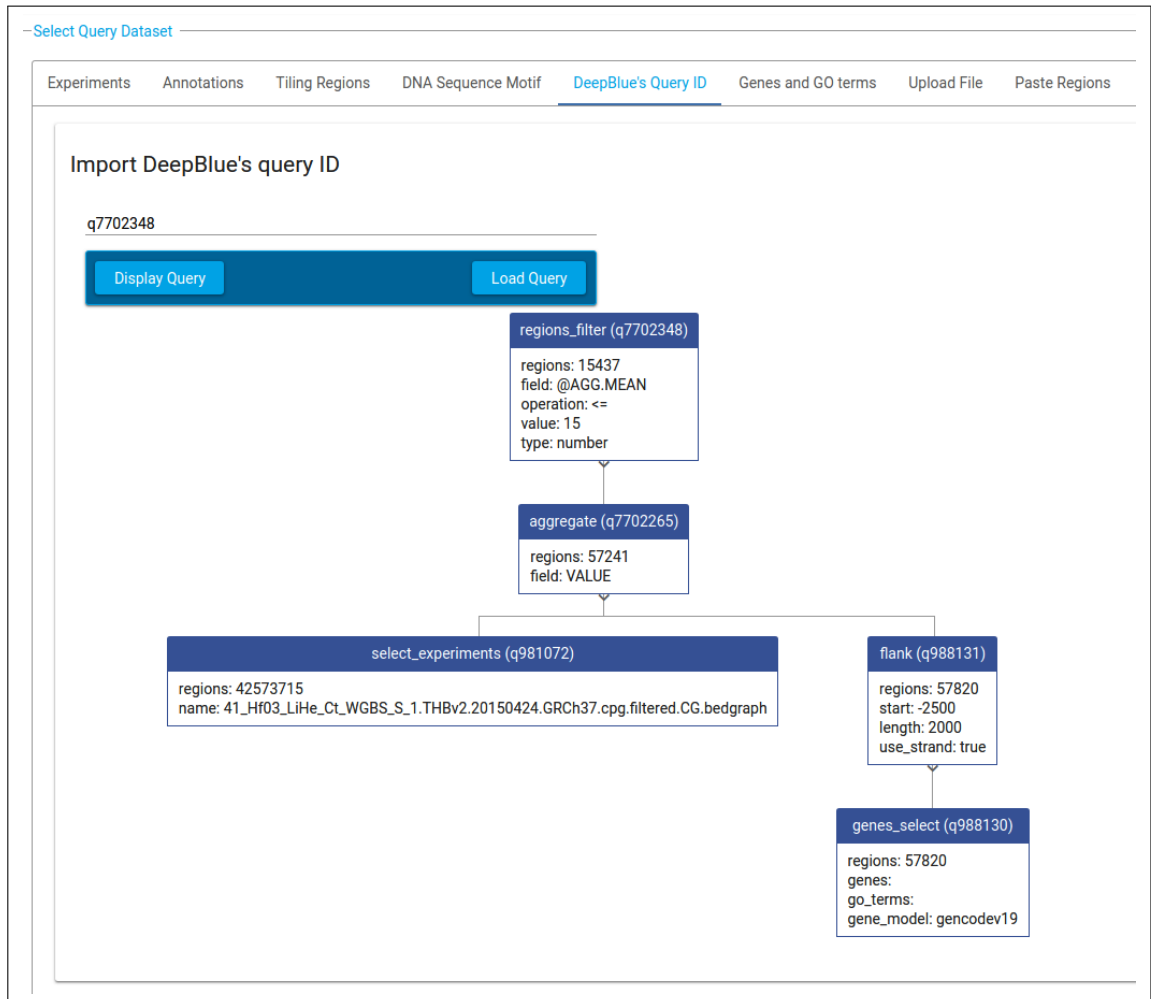 Select Query Dataset
Experiments Annotations Tiling Regions DNA Sequence Motif DeepBlue's Query ID Genes and GO terms Upload File Paste Regions
Import DeepBlue's query ID
q7702348
Display Query Load Query
regions_filter (q7702348)
regions: 15437
field: @AGG.MEAN
operation: <=
value: 15
type: number
aggregate (q7702265)
regions: 57241
field: VALUE
select_experiments (q981072)
regions: 42573715
name: 41_Hf03_LiHe_Ct_WGBS_S_1.THBv2.20150424.GRCh37.cpg.filtered.CG.bedgraph
flank (q988131)
regions: 57820
start: -2500
length: 2000
use_strand: true
genes_select (q988130)
regions: 57820
genes:
go_terms:
gene_model: gencodev19